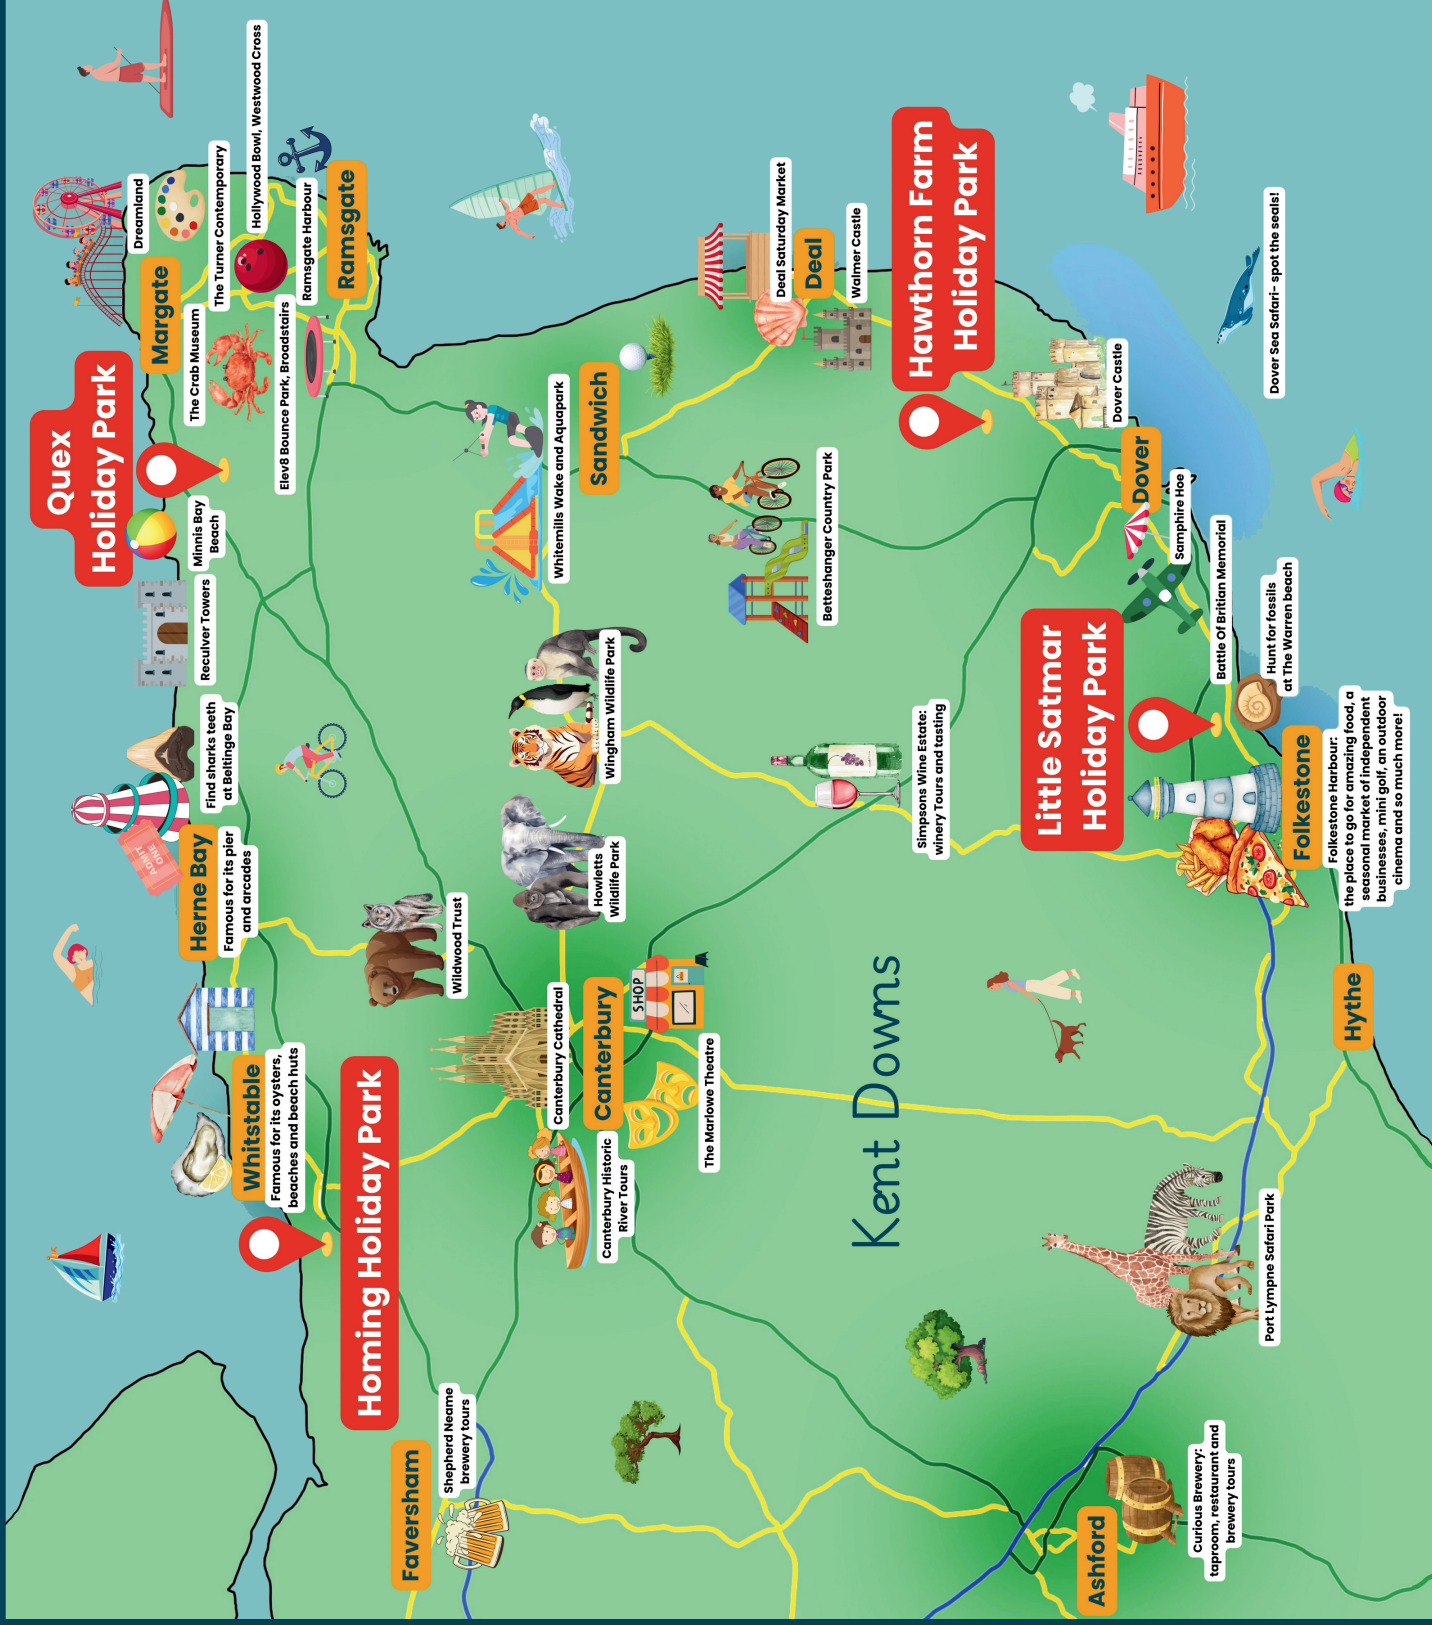 Quex
Holiday Park
Dreamland
Margate
The Turner Contemporary
Hollywood Bowl, Westwood Cross
The Crab Museum
Ramsgate Harbour
Ramsgate
Elev8 Bounce Park, Broadstairs
Minnis Bay
Beach
Reculver Towers
Find sharks teeth
at Beltinge Bay
ADMIT
ONE
Herne Bay
Famous for its pier
and arcades
Whitstable
Famous for its oysters,
beaches and beach huts
Homing Holiday Park
Faversham
Shepherd Neame
brewery tours
Wildwood Trust
Canterbury Cathedral
Canterbury
SHOP
Canterbury Historic
River Tours
The Marlowe Theatre
Howletts
Wildlife Park
Wingham Wildlife Park
Whitemills Wake and Aquapark
Sandwich
Deal Saturday Market
Deal
Walmer Castle
Betteshanger Country Park
Hawthorn Farm
Holiday Park
Simpsons Wine Estate:
winery Tours and tasting
Kent Downs
Dover Castle
Dover
Samphire Hoe
Dover Sea Safari- spot the seals!
Battle Of Britian Memorial
Little Satmar
Holiday Park
Hunt for fossils
at The Warren beach
Folkestone
Folkestone Harbour:
the place to go for amazing food, a
seasonal market of independent
businesses, mini golf, an outdoor
cinema and so much more!
Hythe
Port Lympne Safari Park
Ashford
Curious Brewery:
taproom, restaurant and
brewery tours